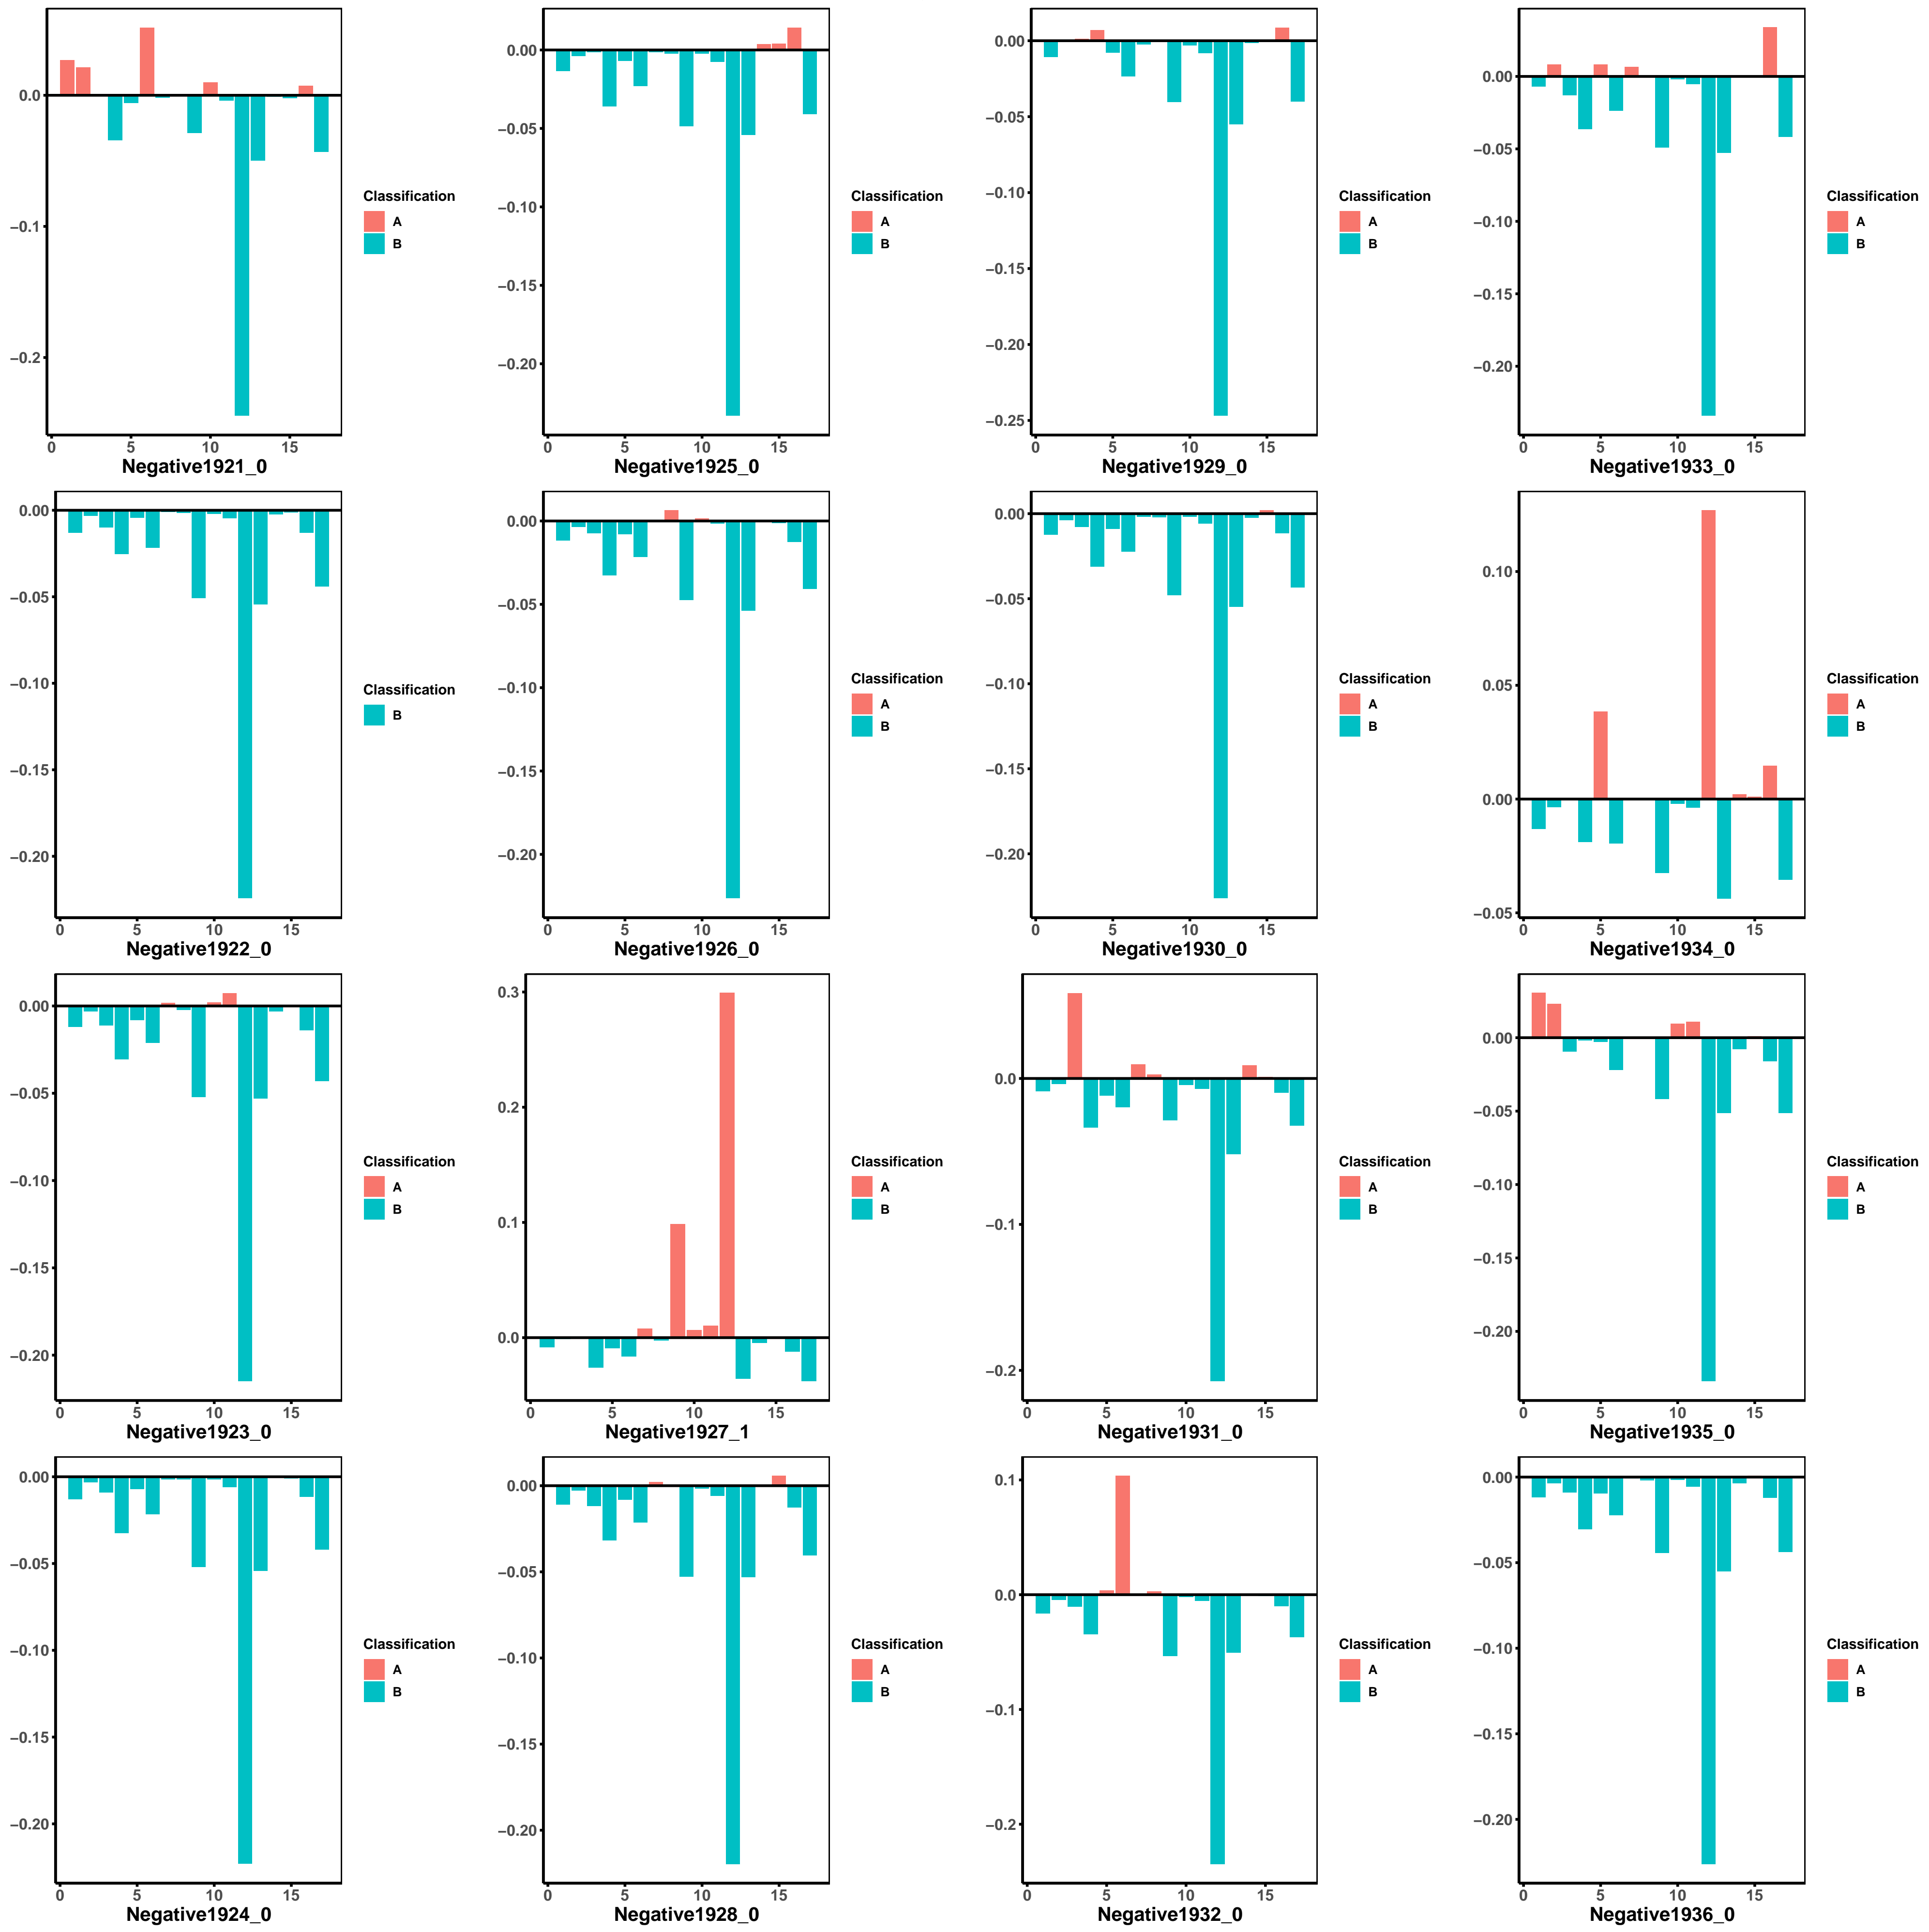 0.0
−0.1
−0.2
0 5 10 15
Negative1921_0
Classification
A
B
0.00
−0.05
−0.10
−0.15
−0.20
0 5 10 15
Negative1925_0
Classification
A
B
0.00
−0.05
−0.10
−0.15
−0.20
−0.25
0 5 10 15
Negative1929_0
Classification
A
B
0.00
−0.05
−0.10
−0.15
−0.20
0 5 10 15
Negative1933_0
Classification
A
B
0.00
−0.05
−0.10
−0.15
−0.20
0 5 10 15
Negative1922_0
Classification
B
0.00
−0.05
−0.10
−0.15
−0.20
0 5 10 15
Negative1926_0
Classification
A
B
0.00
−0.05
−0.10
−0.15
−0.20
0 5 10 15
Negative1930_0
Classification
A
B
0.10
0.05
0.00
−0.05
0 5 10 15
Negative1934_0
Classification
A
B
0.00
−0.05
−0.10
−0.15
−0.20
0 5 10 15
Negative1923_0
Classification
A
B
0.3
0.2
0.1
0.0
0 5 10 15
Negative1927_1
Classification
A
B
0.0
−0.1
−0.2
0 5 10 15
Negative1931_0
Classification
A
B
0.00
−0.05
−0.10
−0.15
−0.20
0 5 10 15
Negative1935_0
Classification
A
B
0.00
−0.05
−0.10
−0.15
−0.20
0 5 10 15
Negative1924_0
Classification
A
B
0.00
−0.05
−0.10
−0.15
−0.20
0 5 10 15
Negative1928_0
Classification
A
B
0.1
0.0
−0.1
−0.2
0 5 10 15
Negative1932_0
Classification
A
B
0.00
−0.05
−0.10
−0.15
−0.20
0 5 10 15
Negative1936_0
Classification
A
B